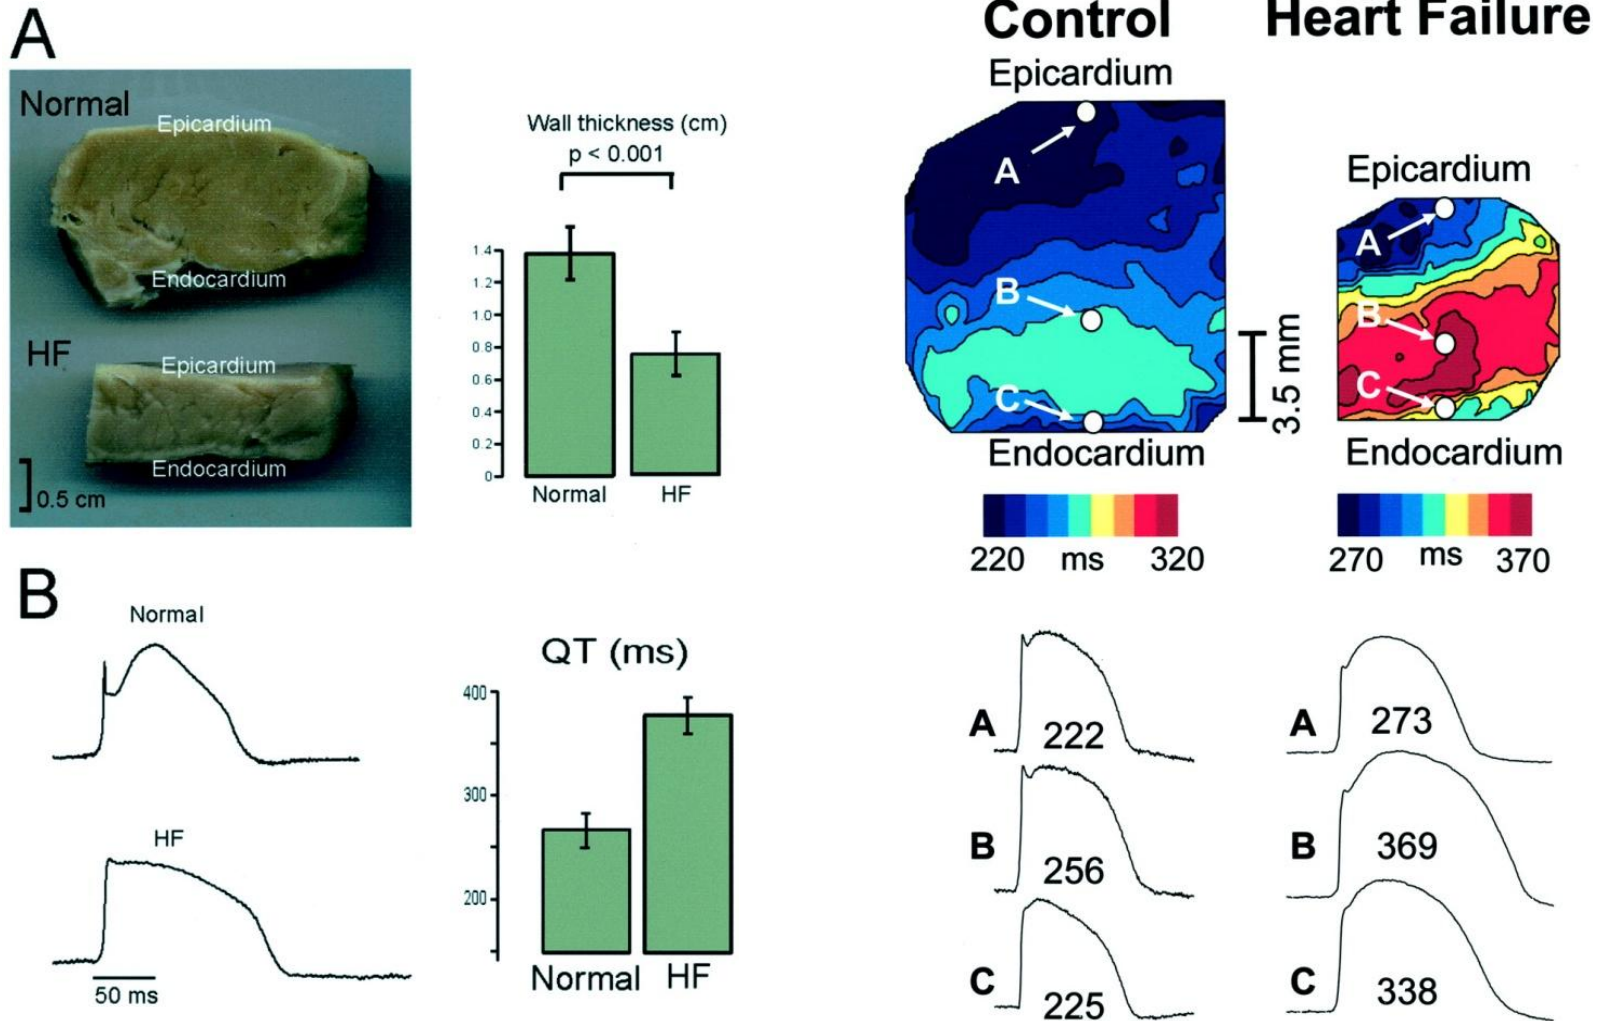 A
Normal
Epicardium
Endocardium
HF
Epicardium
Endocardium
0.5 cm
Wall thickness (cm)
p < 0.001
1.4
1.2
1.0
0.8
0.6
0.4
0.2
0
Normal HF
Control
Epicardium
A
B
C
Endocardium
220 ms 320
3.5 mm
Heart Failure
Epicardium
A
B
C
Endocardium
270 ms 370
B
Normal
HF
50 ms
QT (ms)
400
300
200
Normal HF
A 222
B 256
C 225
A 273
B 369
C 338